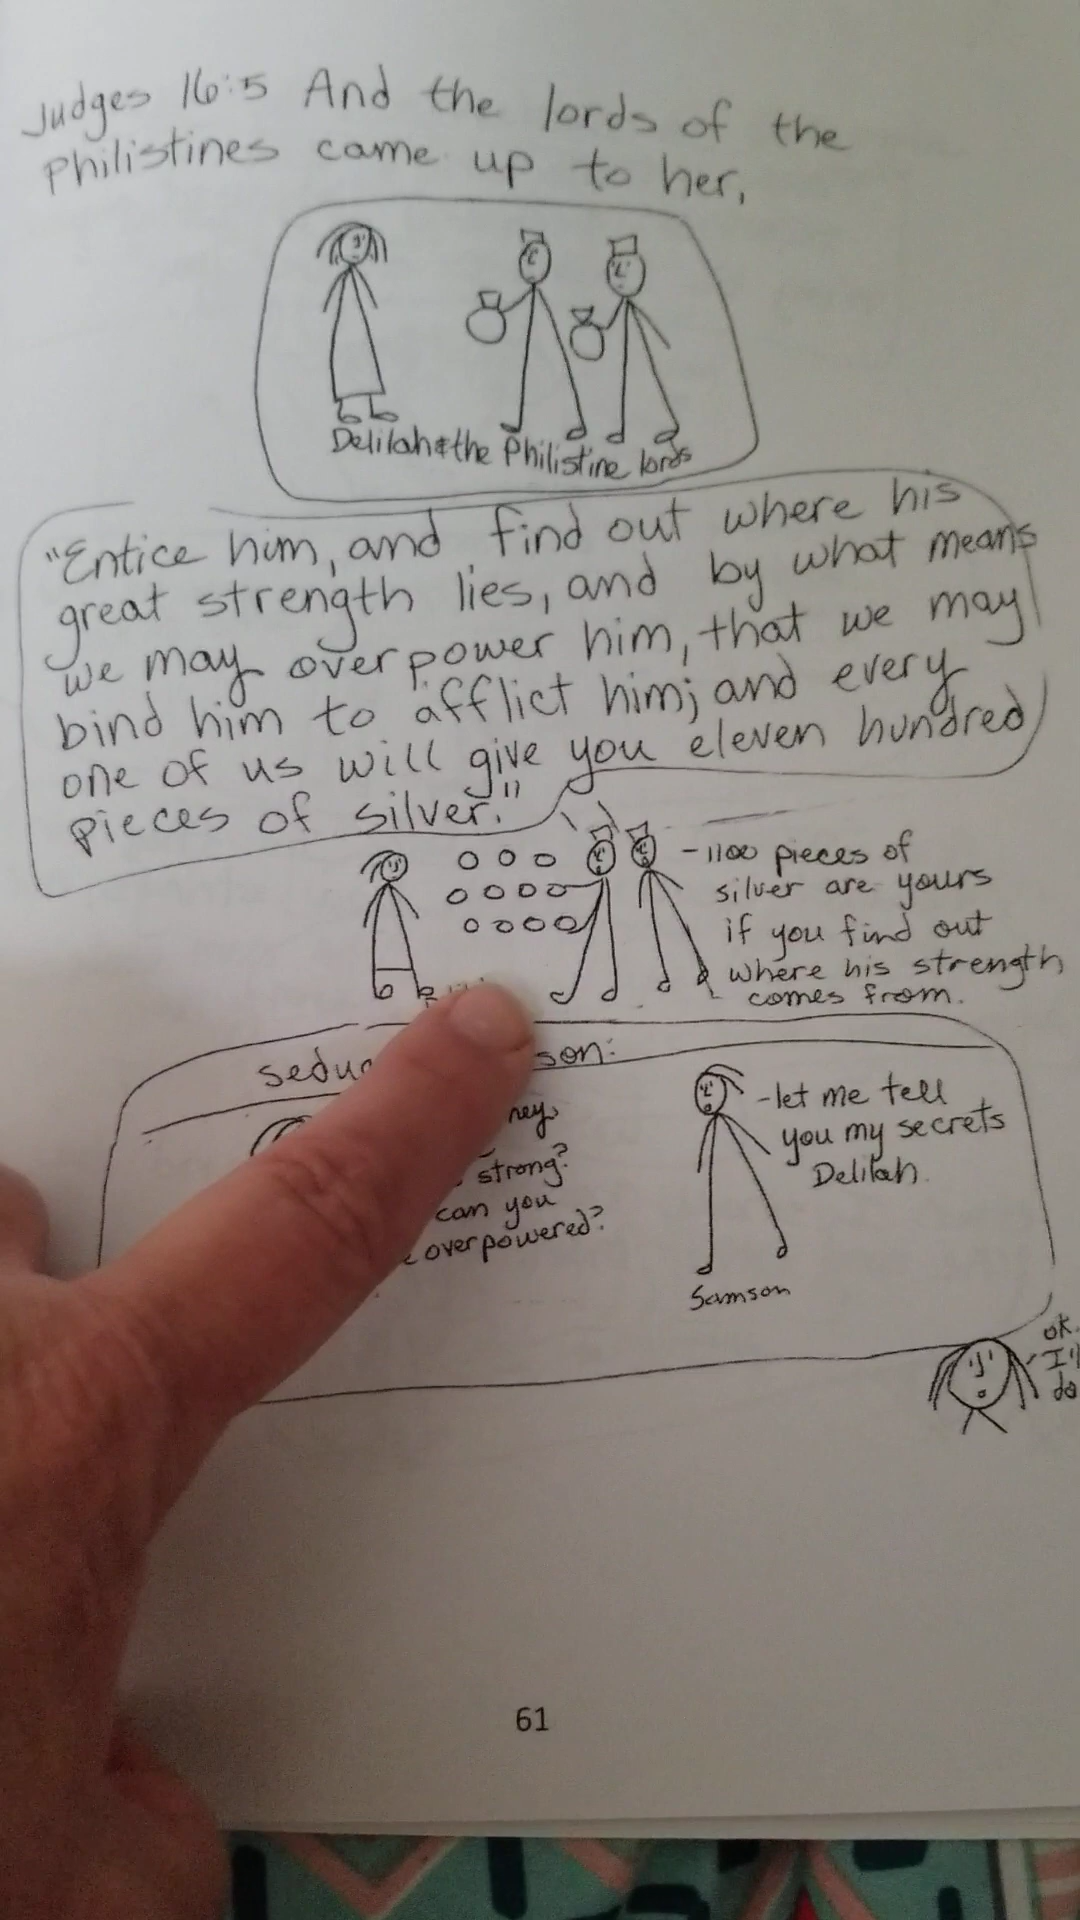 Judges 16:5 And the lords of the
Philistines came up to her,
Delilah & the Philistine lords
"Entice him, and find out where his
great strength lies, and by what means
we may overpower him, that we may
bind him to afflict him; and every
one of us will give you eleven hundred
pieces of silver."
-1100 pieces of
silver are yours
if you find out
where his strength
comes from.
strong?
can you
overpowered?
-let me tell
you my secrets
Delilah.
Samson
ok.
61